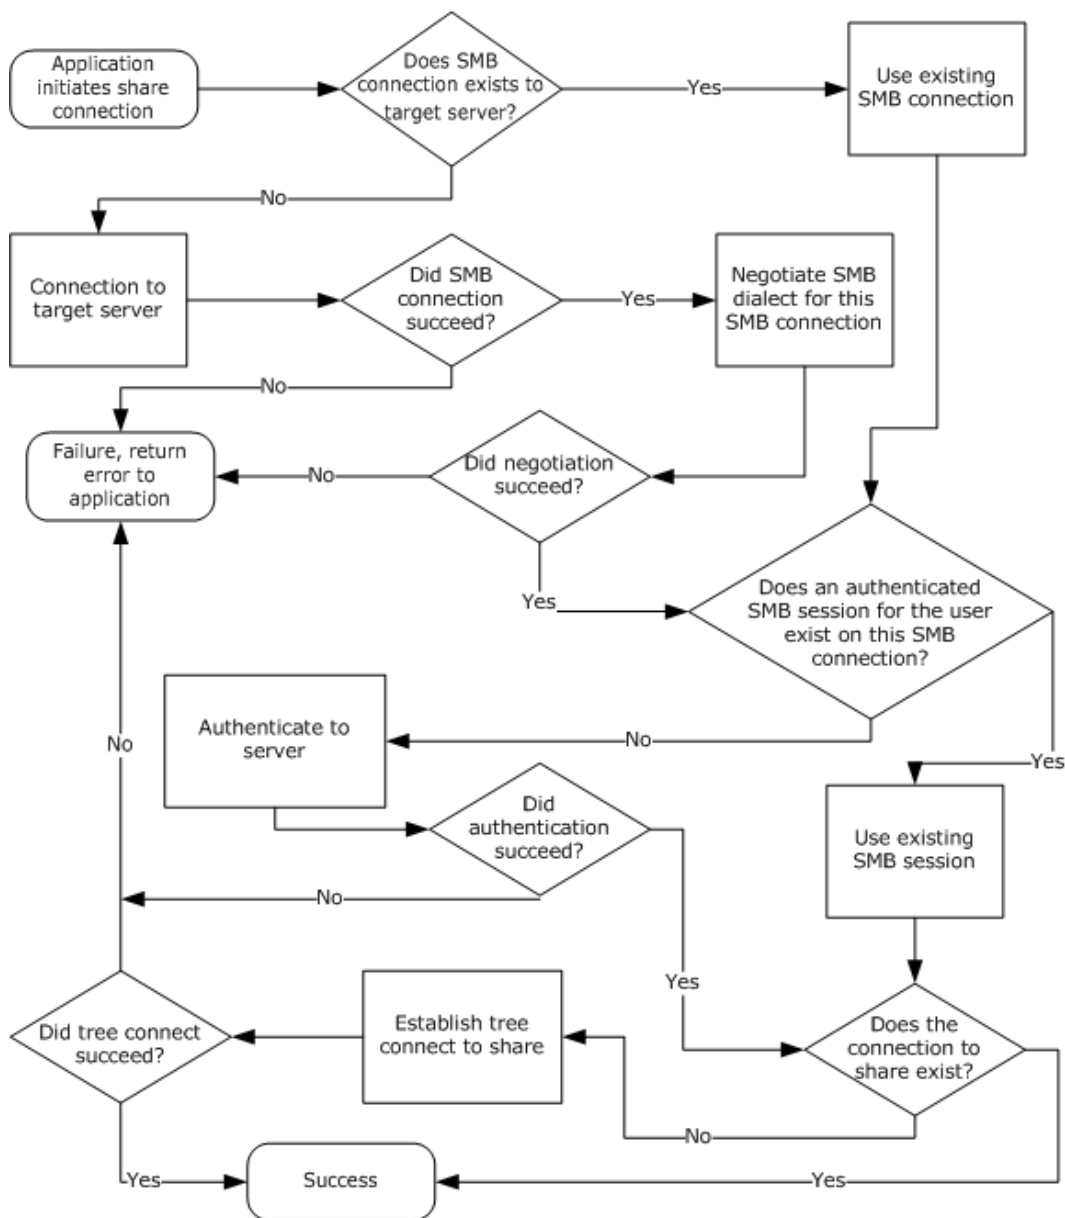 Application
initiates share
connection
Does SMB
connection exists to
target server?
Yes
Use existing
SMB connection
No
Connection to
target server
Did SMB
connection
succeed?
Yes
Negotiate SMB
dialect for this
SMB connection
No
Failure, return
error to
application
No
Did negotiation
succeed?
Yes
Does an authenticated
SMB session for the user
exist on this SMB
connection?
No
Authenticate to
server
No
Yes
Did
authentication
succeed?
Use existing
SMB session
No
Yes
Did tree connect
succeed?
Establish tree
connect to share
Does the
connection to
share exist?
No
Yes
Success
Yes